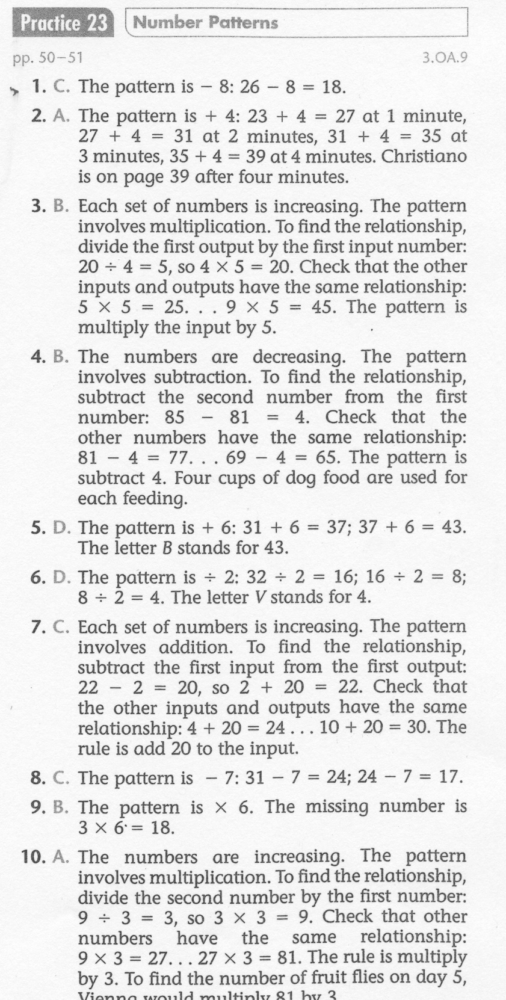 Practice 23 Number Patterns
pp. 50–51 3.OA.9
1. C. The pattern is − 8: 26 − 8 = 18.
2. A. The pattern is + 4: 23 + 4 = 27 at 1 minute,
27 + 4 = 31 at 2 minutes, 31 + 4 = 35 at
3 minutes, 35 + 4 = 39 at 4 minutes. Christiano
is on page 39 after four minutes.
3. B. Each set of numbers is increasing. The pattern
involves multiplication. To find the relationship,
divide the first output by the first input number:
20 ÷ 4 = 5, so 4 × 5 = 20. Check that the other
inputs and outputs have the same relationship:
5 × 5 = 25. . . 9 × 5 = 45. The pattern is
multiply the input by 5.
4. B. The numbers are decreasing. The pattern
involves subtraction. To find the relationship,
subtract the second number from the first
number: 85 − 81 = 4. Check that the
other numbers have the same relationship:
81 − 4 = 77. . . 69 − 4 = 65. The pattern is
subtract 4. Four cups of dog food are used for
each feeding.
5. D. The pattern is + 6: 31 + 6 = 37; 37 + 6 = 43.
The letter B stands for 43.
6. D. The pattern is ÷ 2: 32 ÷ 2 = 16; 16 ÷ 2 = 8;
8 ÷ 2 = 4. The letter V stands for 4.
7. C. Each set of numbers is increasing. The pattern
involves addition. To find the relationship,
subtract the first input from the first output:
22 − 2 = 20, so 2 + 20 = 22. Check that
the other inputs and outputs have the same
relationship: 4 + 20 = 24 . . . 10 + 20 = 30. The
rule is add 20 to the input.
8. C. The pattern is − 7: 31 − 7 = 24; 24 − 7 = 17.
9. B. The pattern is × 6. The missing number is
3 × 6 = 18.
10. A. The numbers are increasing. The pattern
involves multiplication. To find the relationship,
divide the second number by the first number:
9 ÷ 3 = 3, so 3 × 3 = 9. Check that other
numbers have the same relationship:
9 × 3 = 27. . . 27 × 3 = 81. The rule is multiply
by 3. To find the number of fruit flies on day 5,
Vienna would multiply 81 by 3